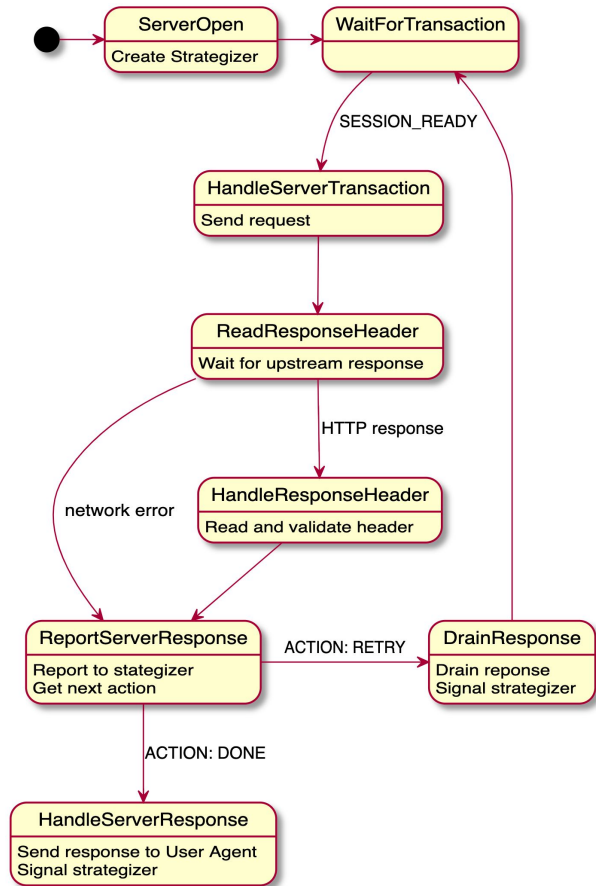 ServerOpen
Create Strategizer
WaitForTransaction
SESSION_READY
HandleServerTransaction
Send request
ReadResponseHeader
Wait for upstream response
HTTP response
network error
HandleResponseHeader
Read and validate header
ReportServerResponse
Report to stategizer
Get next action
ACTION: RETRY
DrainResponse
Drain reponse
Signal strategizer
ACTION: DONE
HandleServerResponse
Send response to User Agent
Signal strategizer